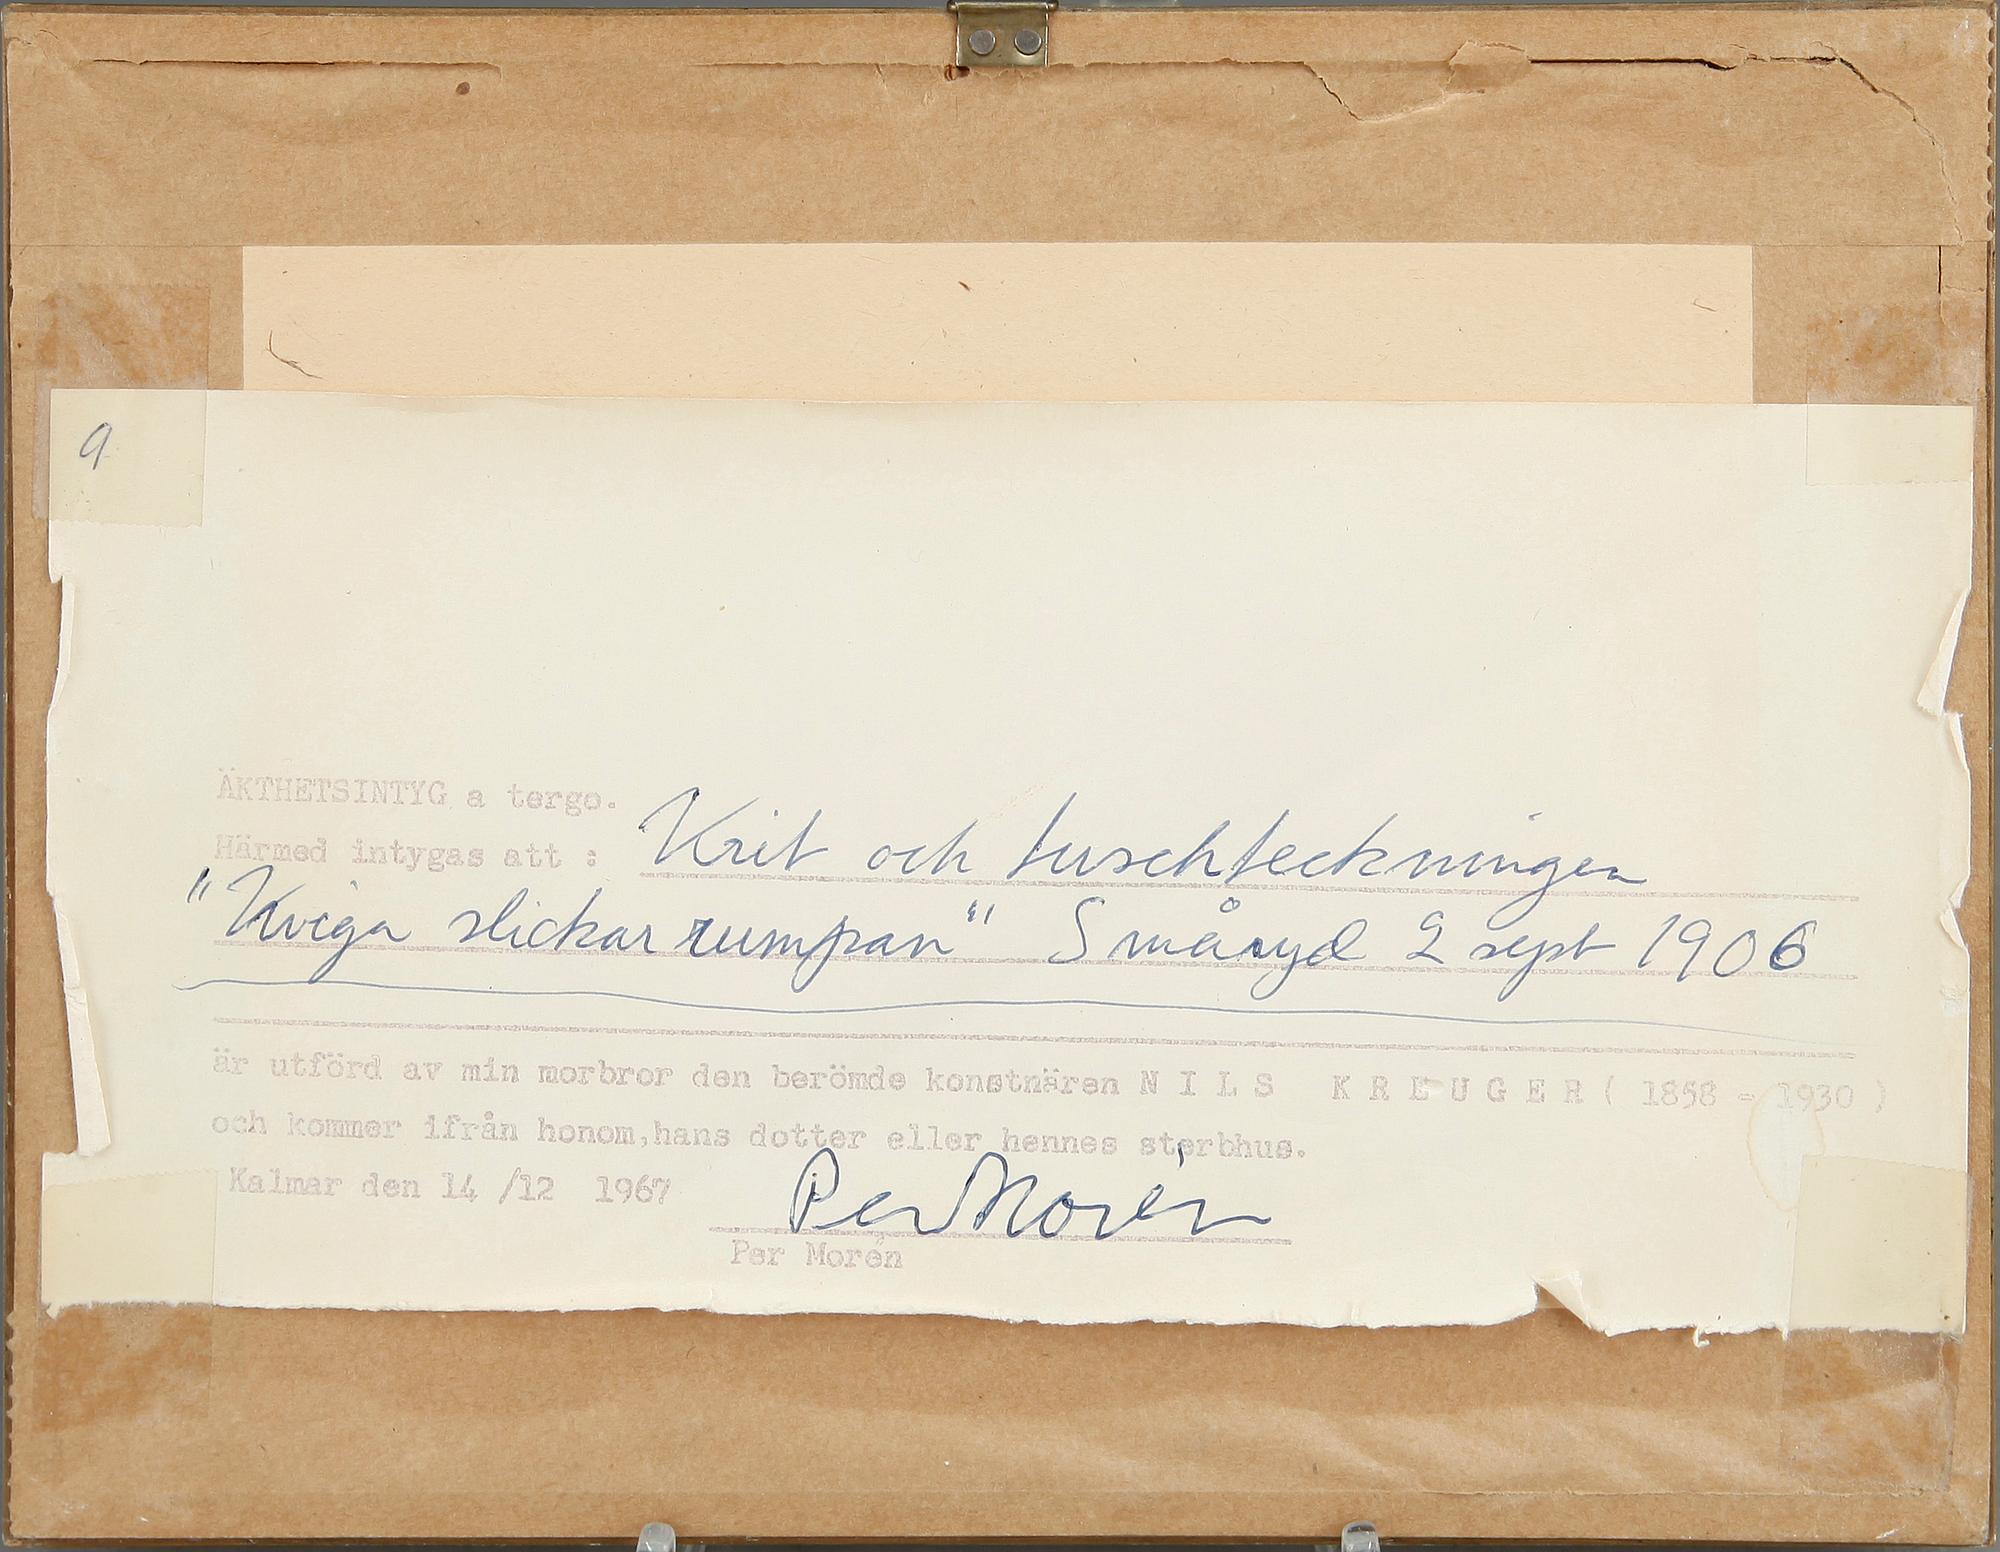 9
ÄKTHETSINTYG a tergo.
Härmed intygas att : Krit och tuschteckningen
"Kviga slickar rumpan" Småryd 2 sept 1906
är utförd av min morbror den berömde konstnären N I L S K R E U G E R ( 1858 - 1930 )
och kommer ifrån honom,hans dotter eller hennes sterbhus.
Kalmar den 14 /12 1967 Per Morén
Per Morén